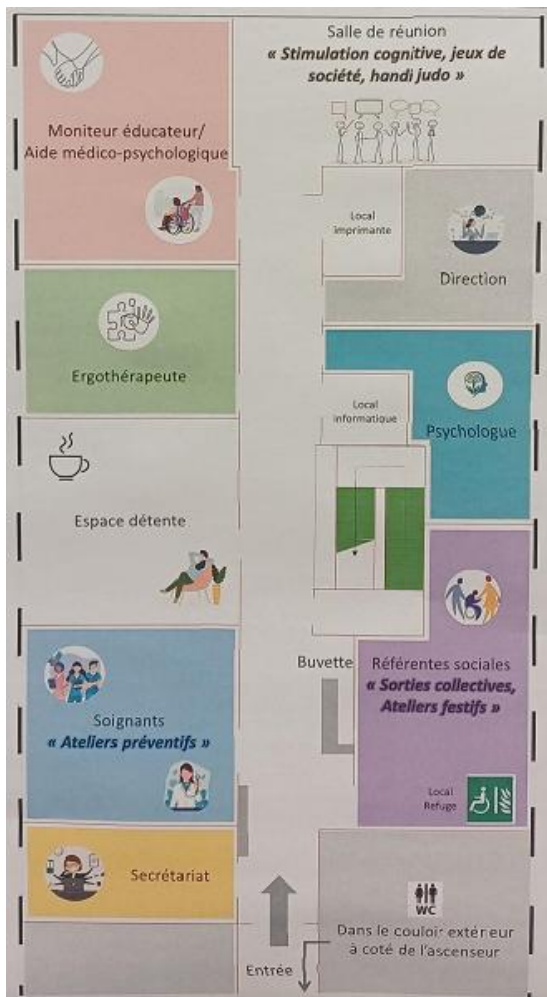 Salle de réunion
« Stimulation cognitive, jeux de
société, handi judo »
Moniteur éducateur/
Aide médico-psychologique
Local
imprimante
Direction
Ergothérapeute
Local
informatique
Psychologue
Espace détente
Buvette
Référentes sociales
« Sorties collectives,
Ateliers festifs »
Soignants
« Ateliers préventifs »
Local
Refuge
Secrétariat
WC
Dans le couloir extérieur
à coté de l'ascenseur
Entrée